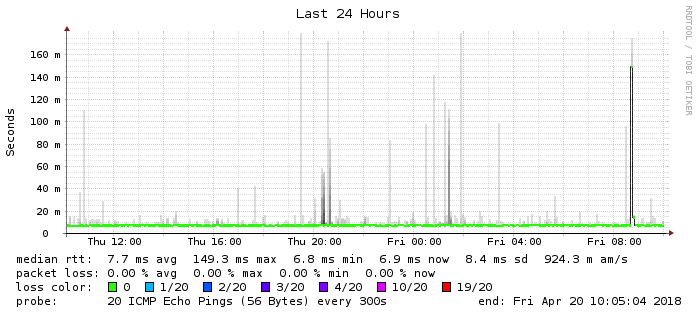 Last 24 Hours
RRDTOOL / TOBI OETIKER
Seconds
160 m
140 m
120 m
100 m
80 m
60 m
40 m
20 m
0
Thu 12:00 Thu 16:00 Thu 20:00 Fri 00:00 Fri 04:00 Fri 08:00
median rtt: 7.7 ms avg 149.3 ms max 6.8 ms min 6.9 ms now 8.4 ms sd 924.3 m am/s
packet loss: 0.00 % avg 0.00 % max 0.00 % min 0.00 % now
loss color: 0 1/20 2/20 3/20 4/20 10/20 19/20
probe: 20 ICMP Echo Pings (56 Bytes) every 300s end: Fri Apr 20 10:05:04 2018